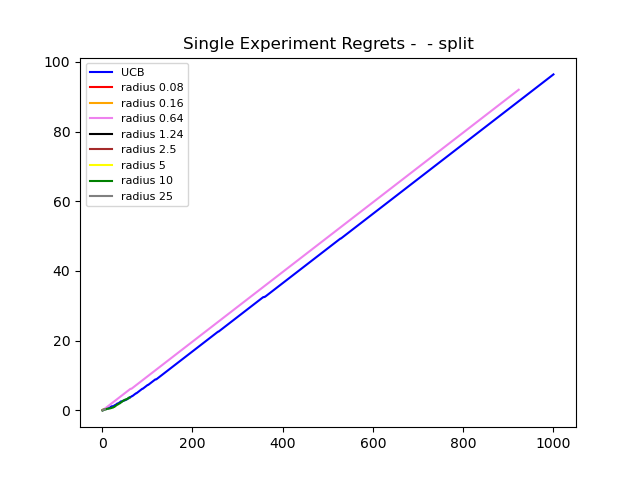 Single Experiment Regrets -  - split
100
80
60
40
20
0
UCB
radius 0.08
radius 0.16
radius 0.64
radius 1.24
radius 2.5
radius 5
radius 10
radius 25
0 200 400 600 800 1000